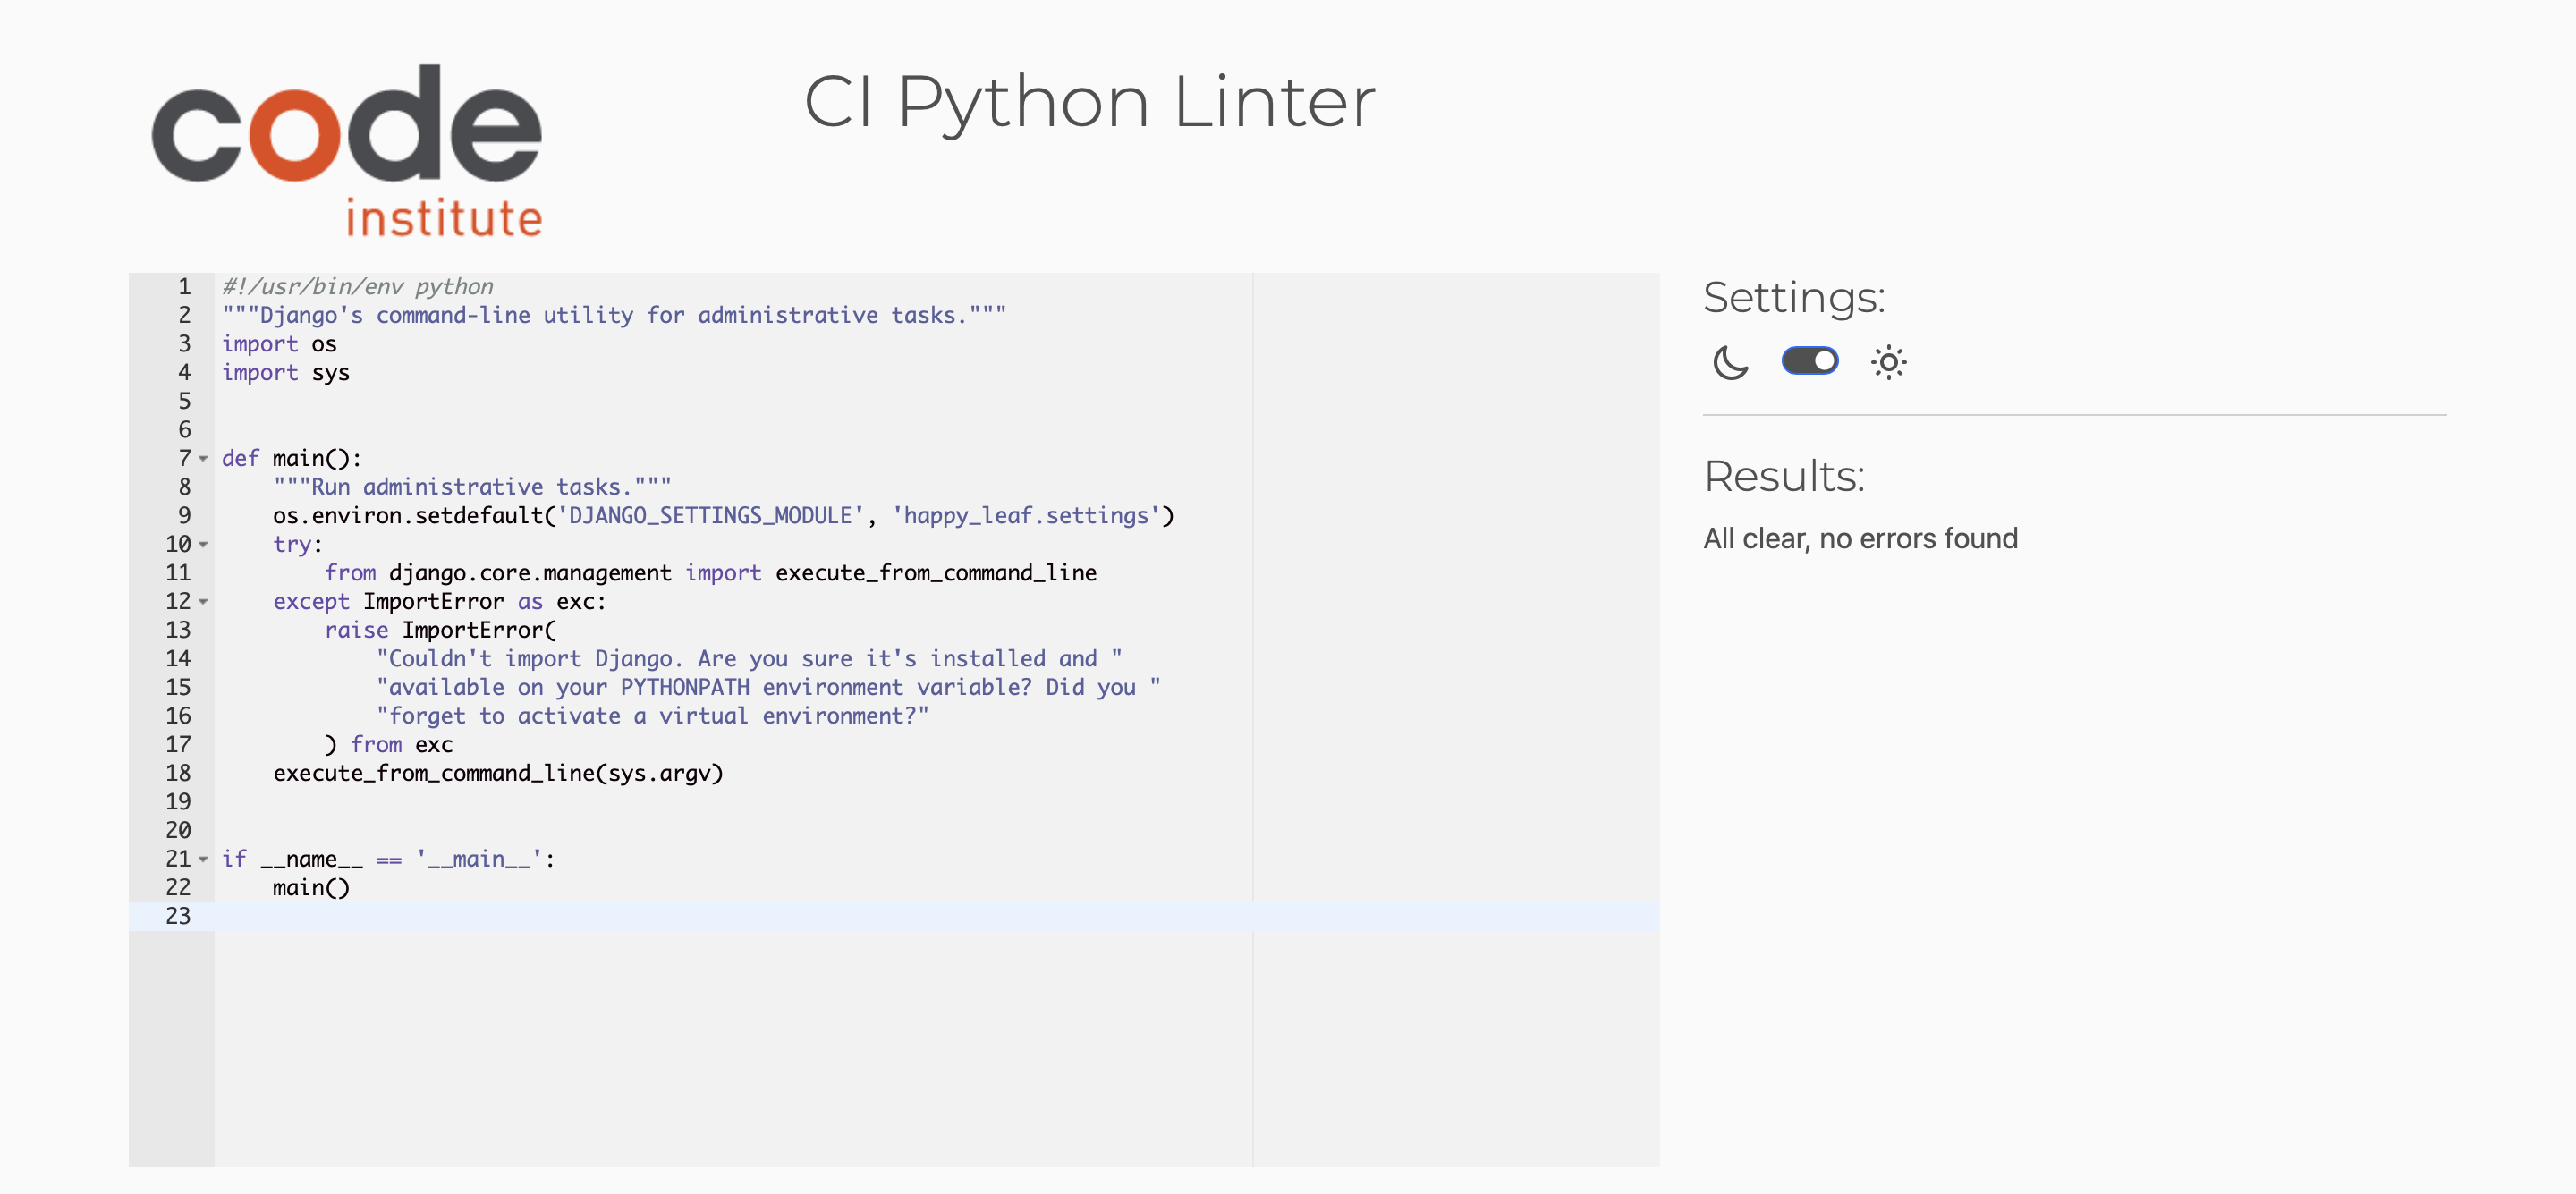 code
institute
CI Python Linter
1 #!/usr/bin/env python
2 """Django's command-line utility for administrative tasks."""
3 import os
4 import sys
5
6
7 def main():
8     """Run administrative tasks."""
9     os.environ.setdefault('DJANGO_SETTINGS_MODULE', 'happy_leaf.settings')
10     try:
11         from django.core.management import execute_from_command_line
12     except ImportError as exc:
13         raise ImportError(
14             "Couldn't import Django. Are you sure it's installed and "
15             "available on your PYTHONPATH environment variable? Did you "
16             "forget to activate a virtual environment?"
17         ) from exc
18     execute_from_command_line(sys.argv)
19
20
21 if __name__ == '__main__':
22     main()
23
Settings:
Results:
All clear, no errors found